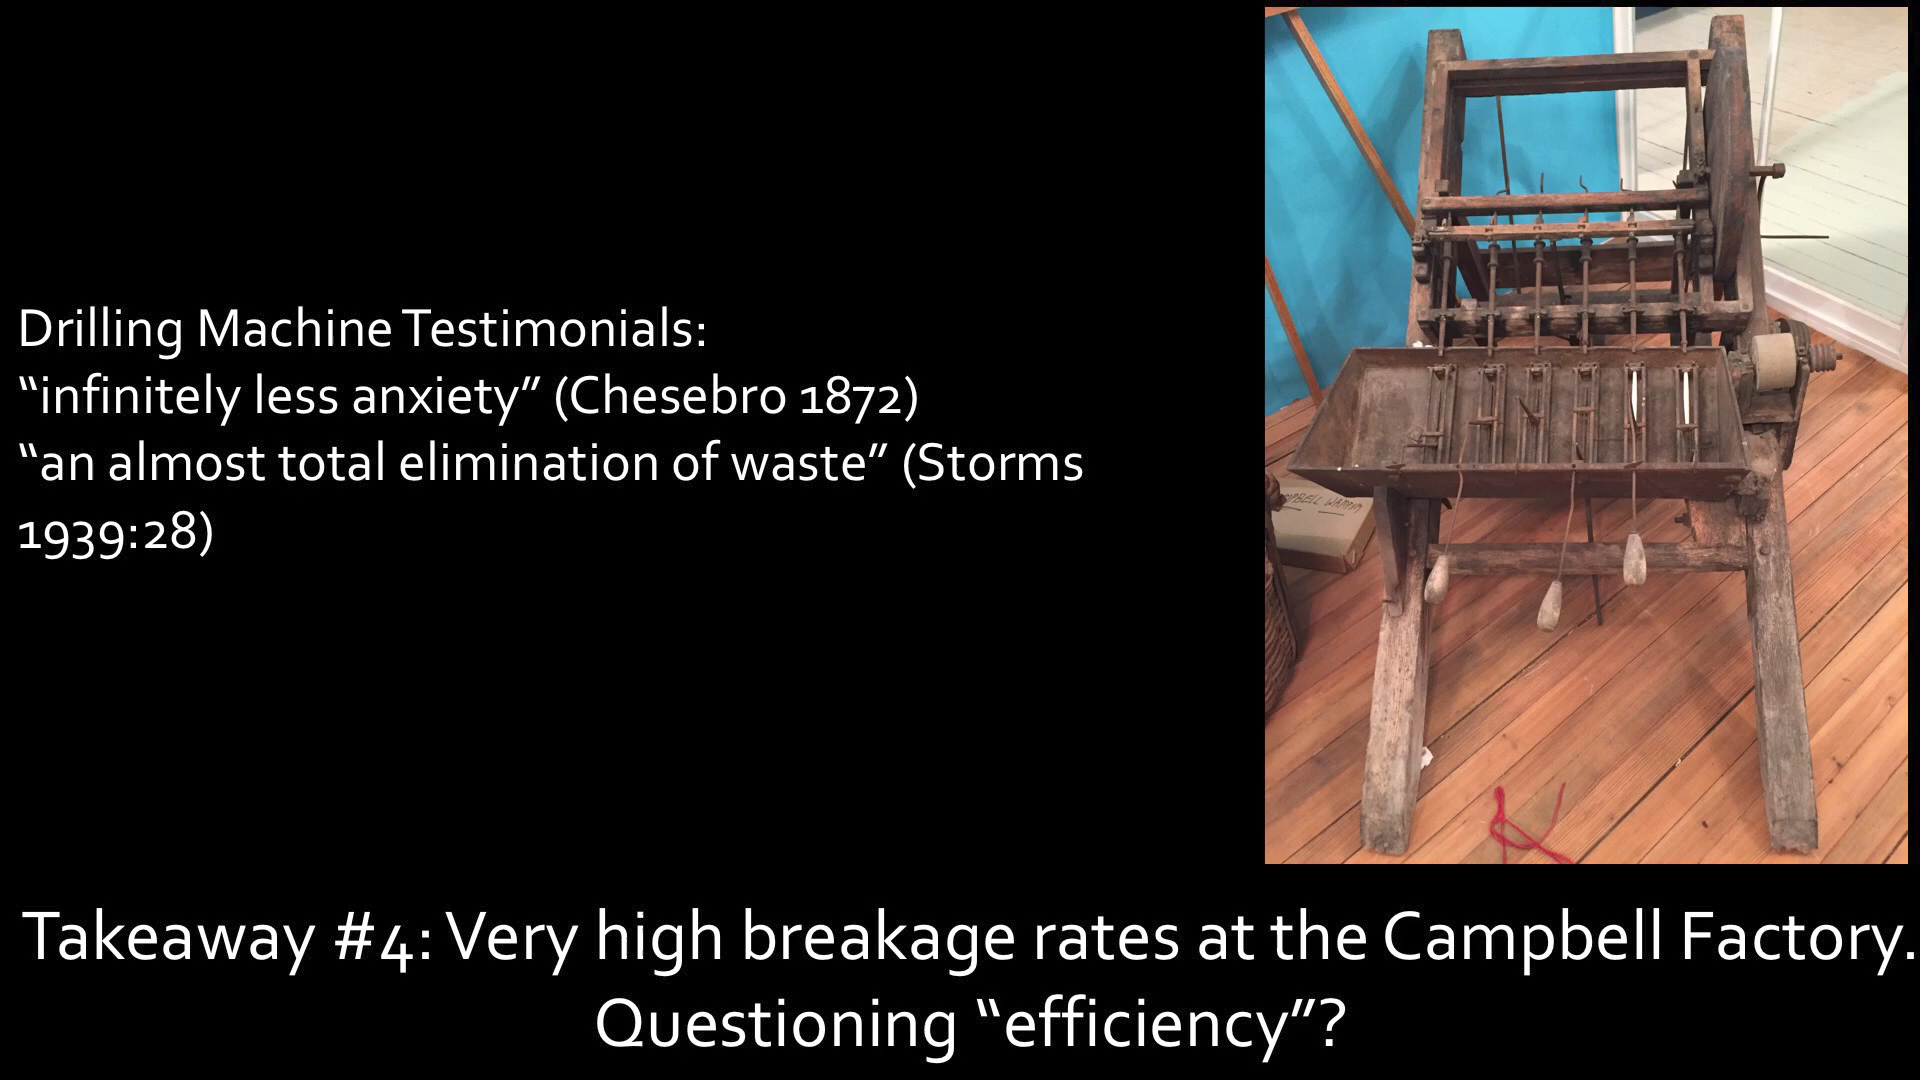 Drilling Machine Testimonials:
“infinitely less anxiety” (Chesebro 1872)
“an almost total elimination of waste” (Storms
1939:28)
Takeaway #4: Very high breakage rates at the Campbell Factory.
Questioning “efficiency”?